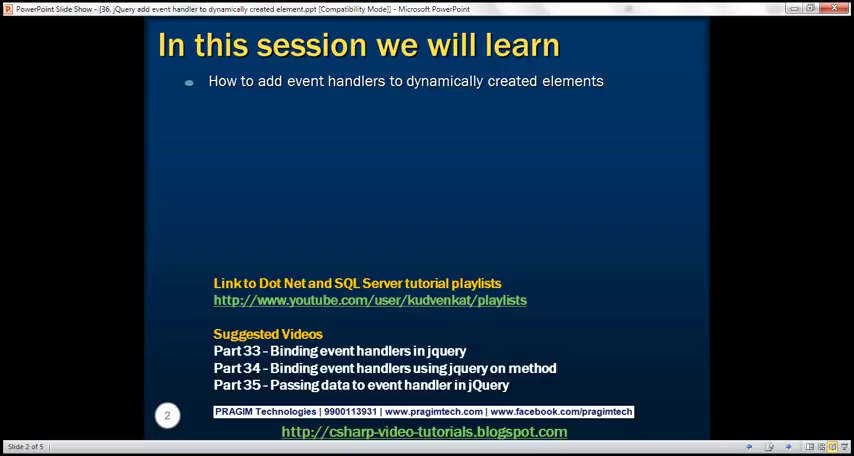 PowerPoint Slide Show - [36. jQuery add event handler to dynamically created element.ppt [Compatibility Mode]] - Microsoft PowerPoint
In this session we will learn
How to add event handlers to dynamically created elements
Link to Dot Net and SQL Server tutorial playlists
http://www.youtube.com/user/kudvenkat/playlists
Suggested Videos
Part 33 - Binding event handlers in jquery
Part 34 - Binding event handlers using jquery on method
Part 35 - Passing data to event handler in jQuery
2
PRAGIM Technologies | 9900113931 | www.pragimtech.com | www.facebook.com/pragimtech
http://csharp-video-tutorials.blogspot.com
Slide 2 of 5